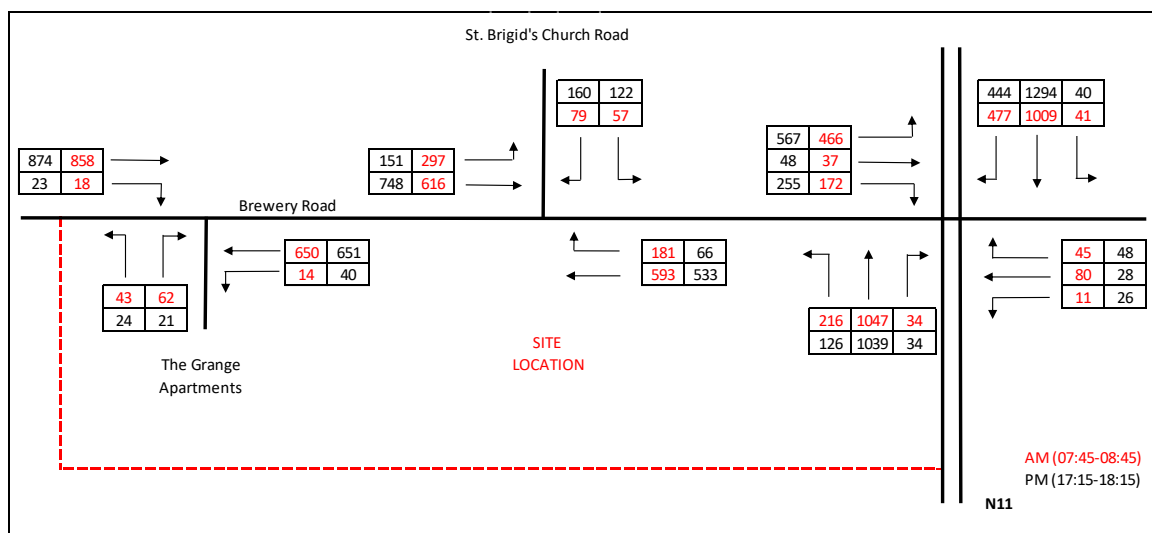 St. Brigid's Church Road
160 122
79 57
444 1294 40
477 1009 41
567 466
48 37
255 172
874 858
23 18
151 297
748 616
Brewery Road
650 651
14 40
181 66
593 533
45 48
80 28
11 26
43 62
24 21
216 1047 34
126 1039 34
The Grange
Apartments
SITE
LOCATION
AM (07:45-08:45)
PM (17:15-18:15)
N11